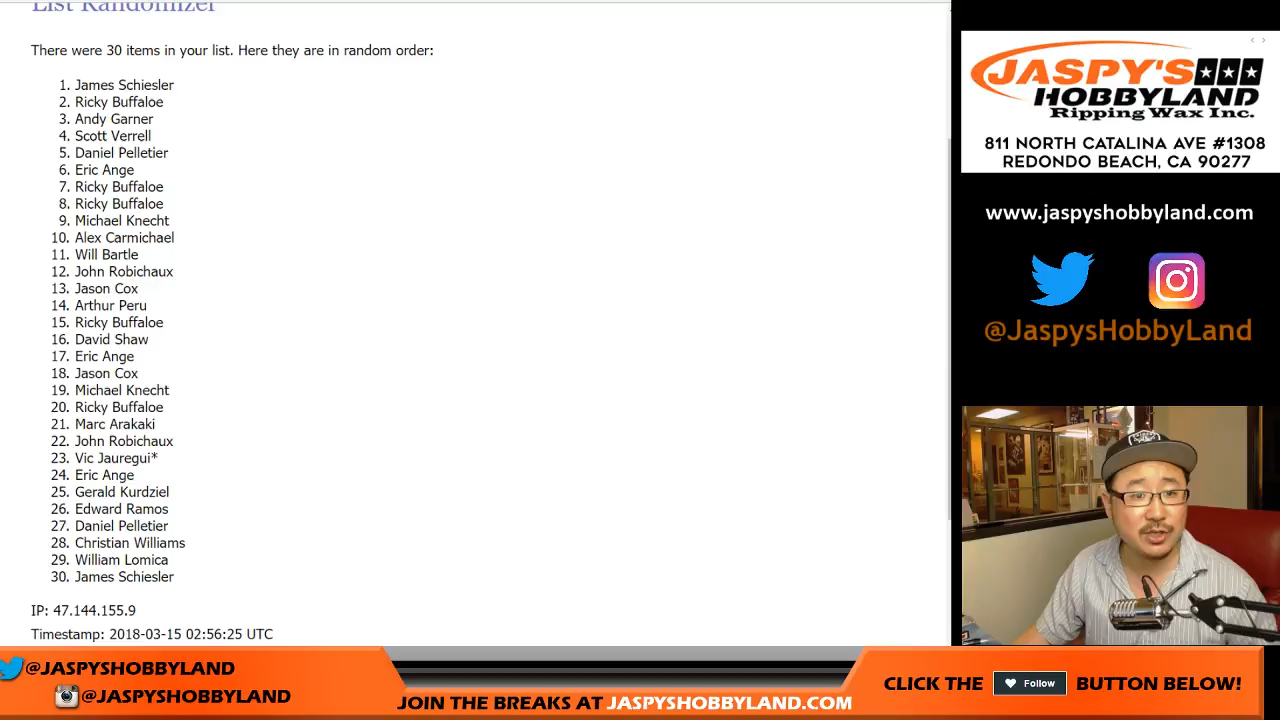 List Randomizer
There were 30 items in your list. Here they are in random order:
1. James Schiesler
2. Ricky Buffaloe
3. Andy Garner
4. Scott Verrell
5. Daniel Pelletier
6. Eric Ange
7. Ricky Buffaloe
8. Ricky Buffaloe
9. Michael Knecht
10. Alex Carmichael
11. Will Bartle
12. John Robichaux
13. Jason Cox
14. Arthur Peru
15. Ricky Buffaloe
16. David Shaw
17. Eric Ange
18. Jason Cox
19. Michael Knecht
20. Ricky Buffaloe
21. Marc Arakaki
22. John Robichaux
23. Vic Jauregui*
24. Eric Ange
25. Gerald Kurdziel
26. Edward Ramos
27. Daniel Pelletier
28. Christian Williams
29. William Lomica
30. James Schiesler
IP: 47.144.155.9
Timestamp: 2018-03-15 02:56:25 UTC
JASPY'S
HOBBYLAND
Ripping Wax Inc.
811 NORTH CATALINA AVE #1308
REDONDO BEACH, CA 90277
www.jaspyshobbyland.com
@JaspysHobbyLand
@JASPYSHOBBYLAND
@JASPYSHOBBYLAND
JOIN THE BREAKS AT JASPYSHOBBYLAND.COM
CLICK THE Follow BUTTON BELOW!